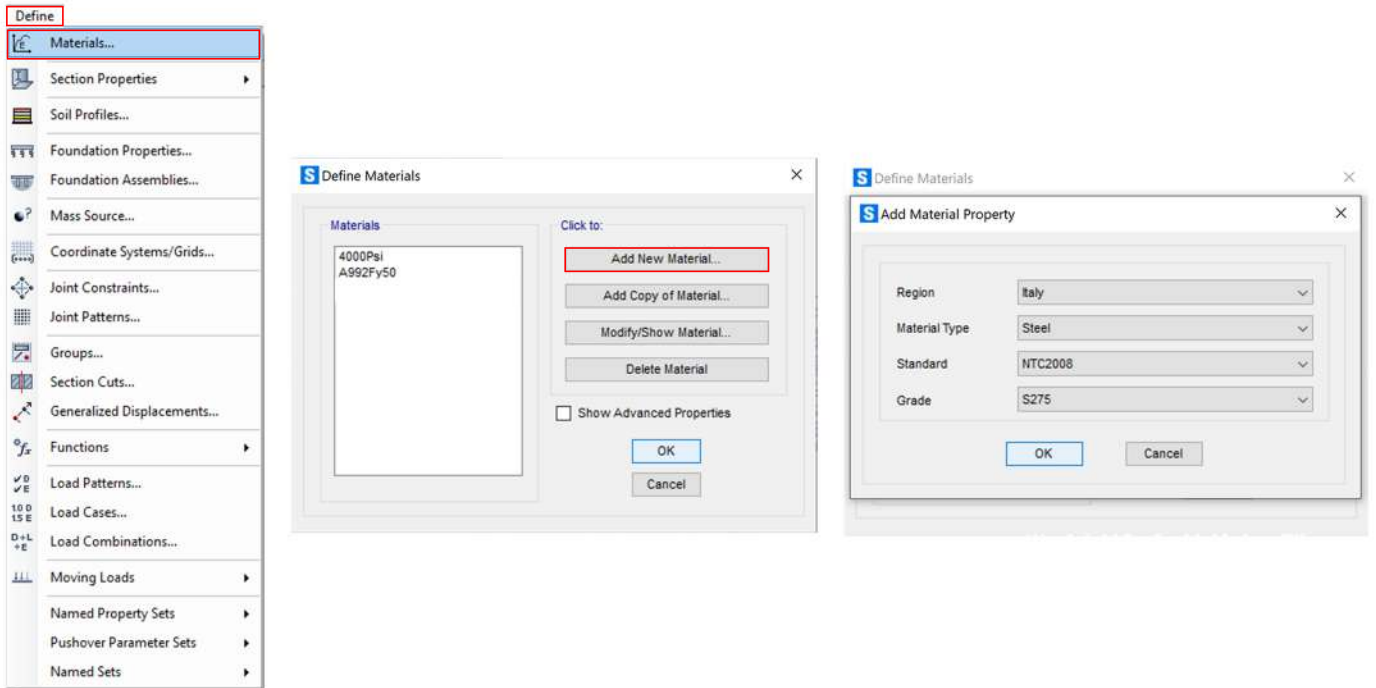 Define
Materials...
Section Properties
Soil Profiles...
Foundation Properties...
Foundation Assemblies...
Mass Source...
Coordinate Systems/Grids...
Joint Constraints...
Joint Patterns...
Groups...
Section Cuts...
Generalized Displacements...
Functions
Load Patterns...
Load Cases...
Load Combinations...
Moving Loads
Named Property Sets
Pushover Parameter Sets
Named Sets
S Define Materials
Materials
4000Psi
A992Fy50
Click to:
Add New Material...
Add Copy of Material...
Modify/Show Material...
Delete Material
Show Advanced Properties
OK
Cancel
S Define Materials
S Add Material Property
Region Italy
Material Type Steel
Standard NTC2008
Grade S275
OK Cancel